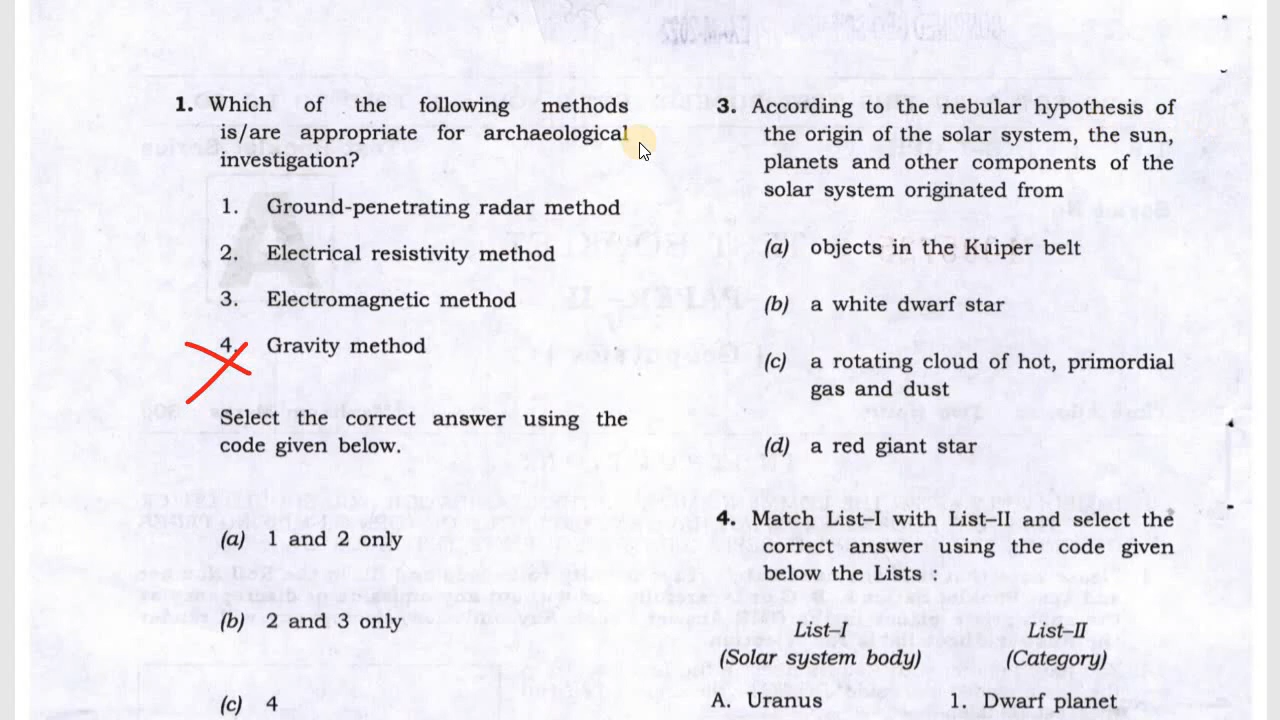 1. Which of the following methods
is/are appropriate for archaeological
investigation?
1. Ground-penetrating radar method
2. Electrical resistivity method
3. Electromagnetic method
4. Gravity method
Select the correct answer using the
code given below.
(a) 1 and 2 only
(b) 2 and 3 only
(c) 4
3. According to the nebular hypothesis of
the origin of the solar system, the sun,
planets and other components of the
solar system originated from
(a) objects in the Kuiper belt
(b) a white dwarf star
(c) a rotating cloud of hot, primordial
gas and dust
(d) a red giant star
4. Match List-I with List-II and select the
correct answer using the code given
below the Lists :
List-I List-II
(Solar system body) (Category)
A. Uranus 1. Dwarf planet